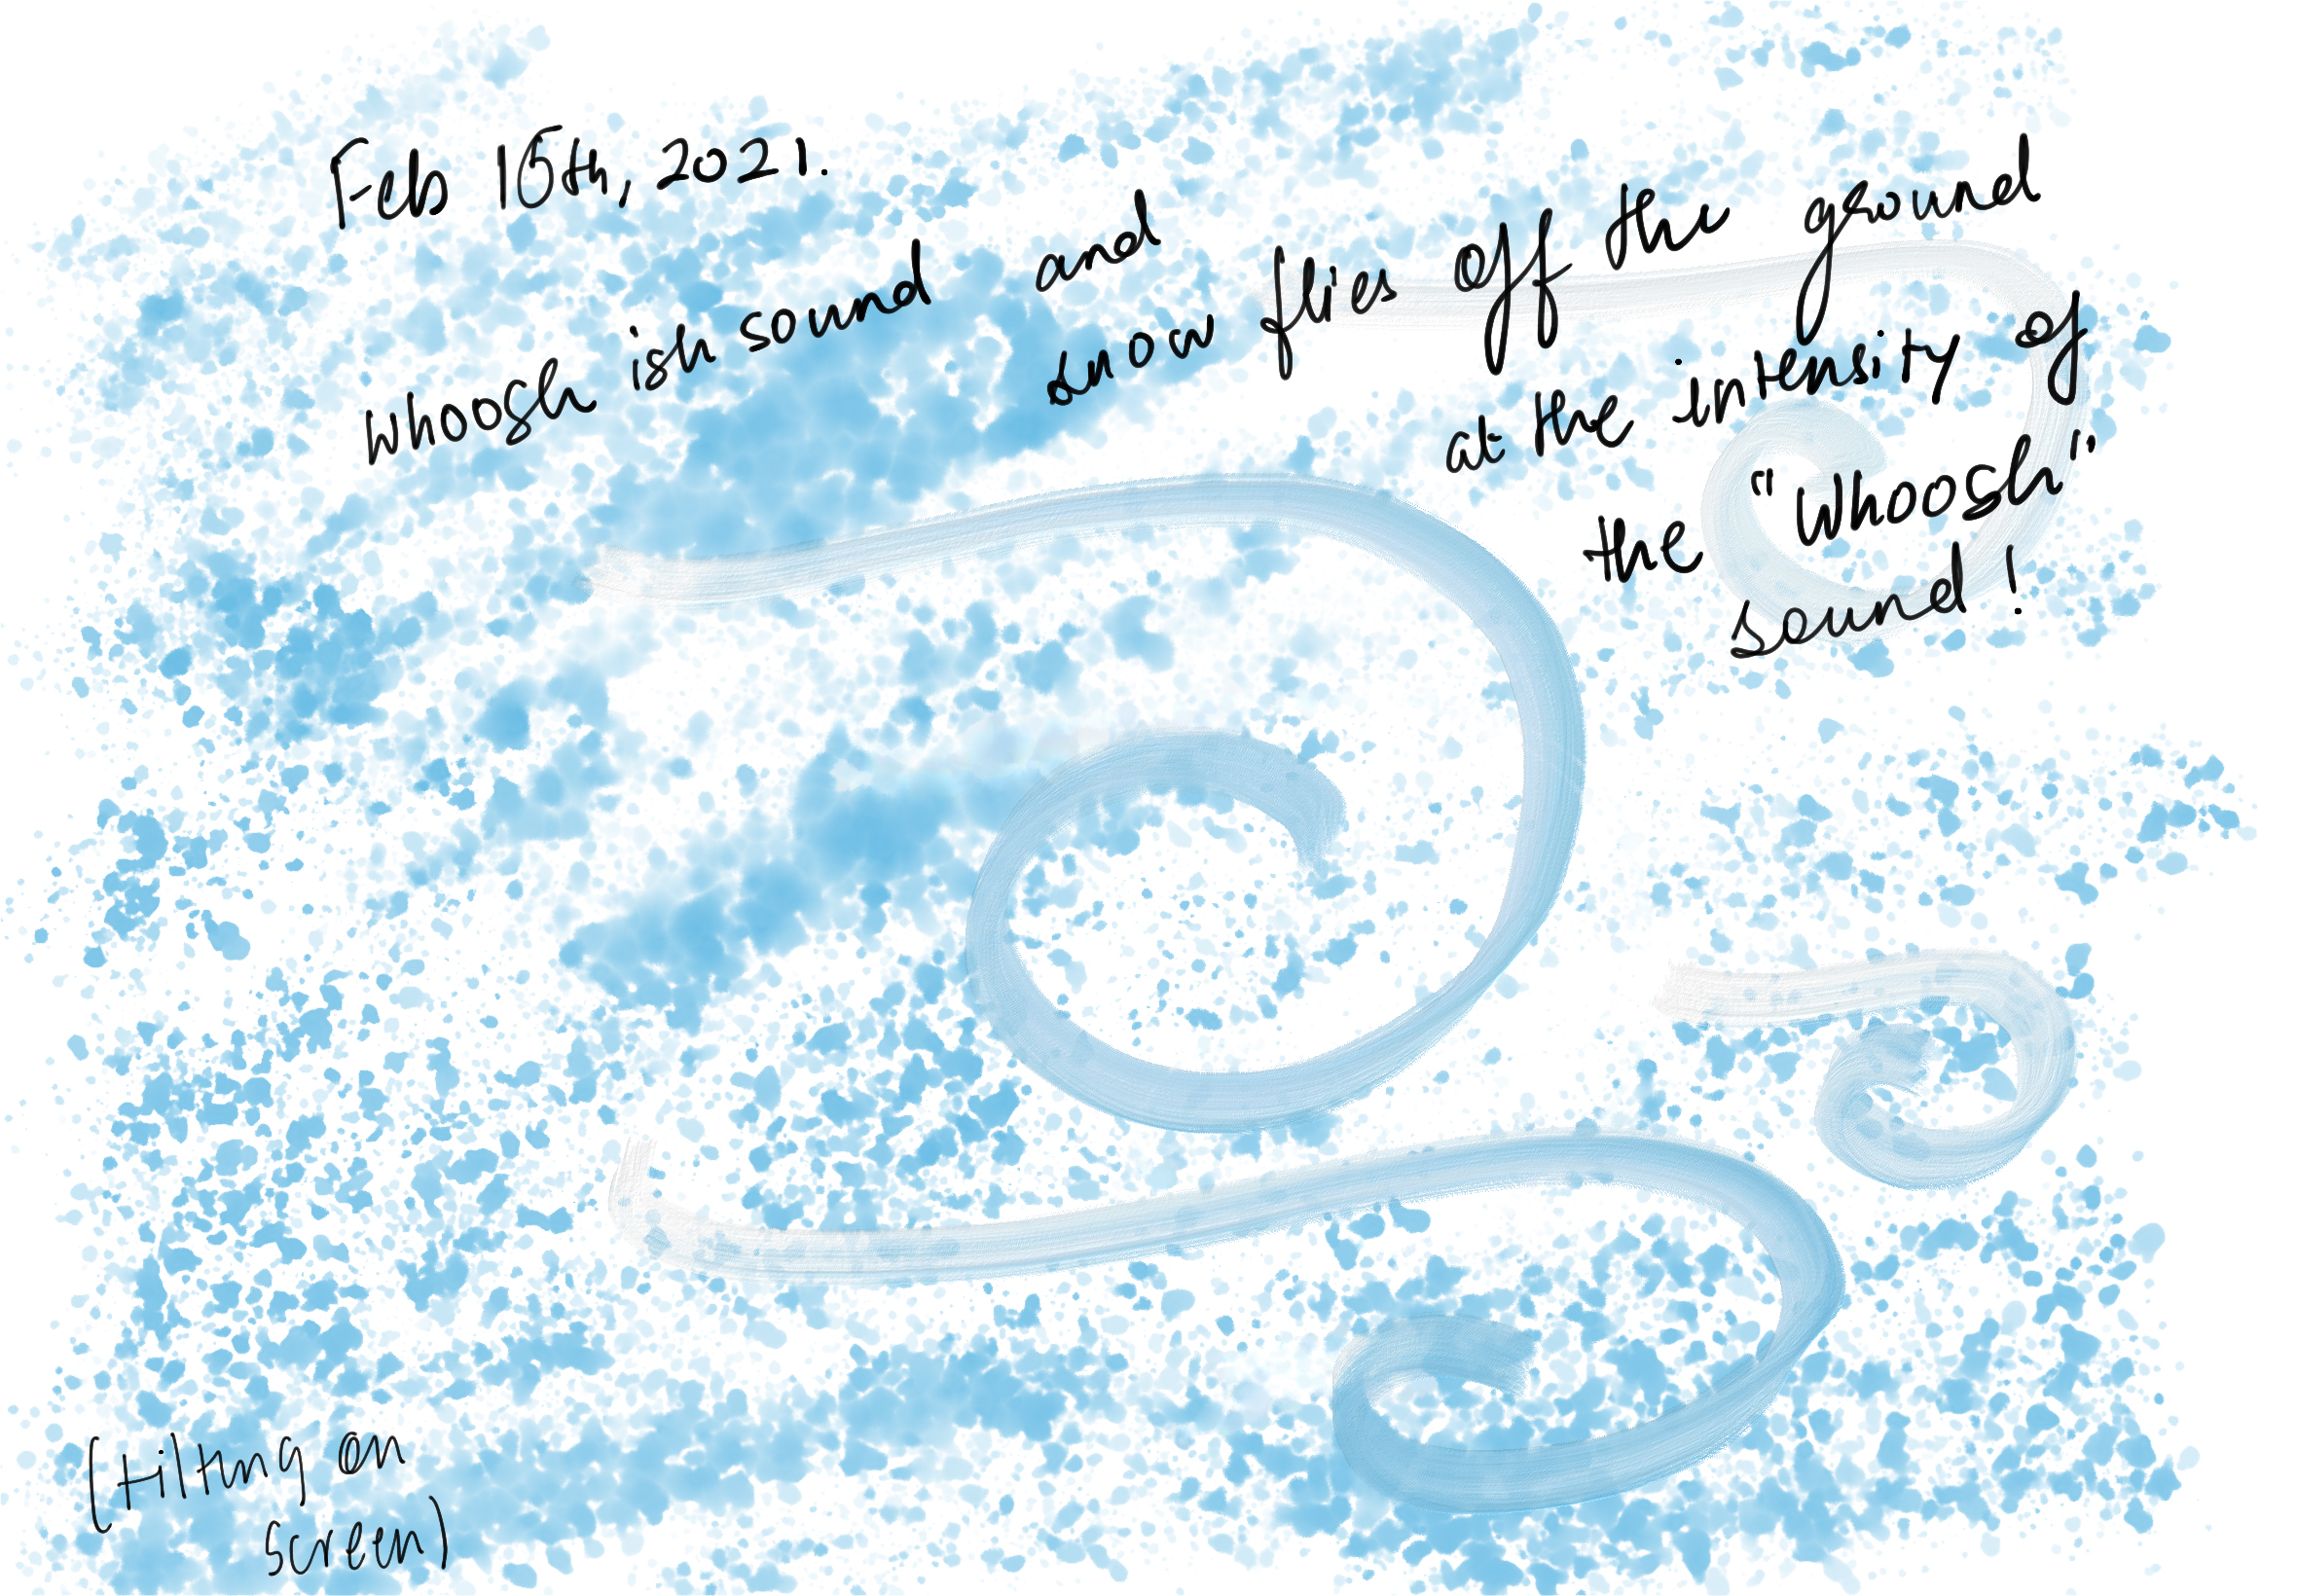 Feb 15th, 2021.
Whoosh ish sound and
snow flies off the ground
at the intensity of
the "Whoosh"
sound!
(tilting on
screen)